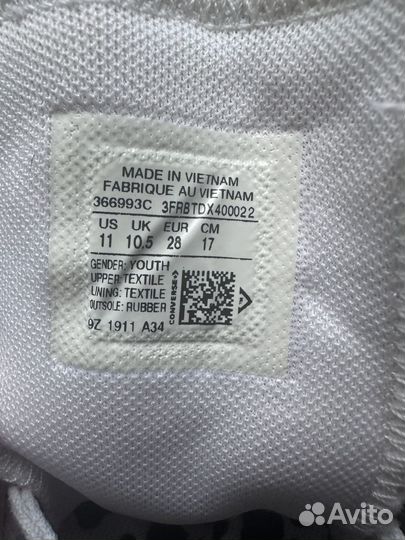 MADE IN VIETNAM
FABRIQUE AU VIETNAM
366993C 3FRBTDX400022
US UK EUR CM
11 10.5 28 17
GENDER: YOUTH
UPPER: TEXTILE
LINING: TEXTILE
OUTSOLE: RUBBER
CONVERSE
9Z 1911 A34
Avito